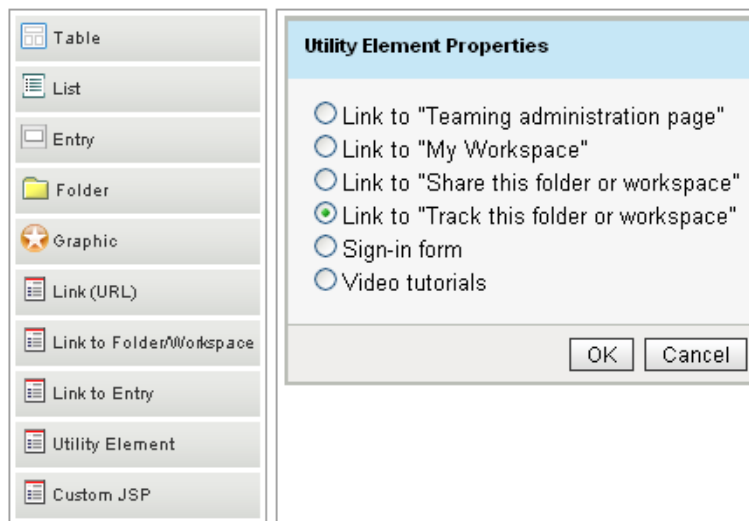 Table
List
Entry
Folder
Graphic
Link (URL)
Link to Folder/Workspace
Link to Entry
Utility Element
Custom JSP
Utility Element Properties
Link to "Teaming administration page"
Link to "My Workspace"
Link to "Share this folder or workspace"
Link to "Track this folder or workspace"
Sign-in form
Video tutorials
OK Cancel